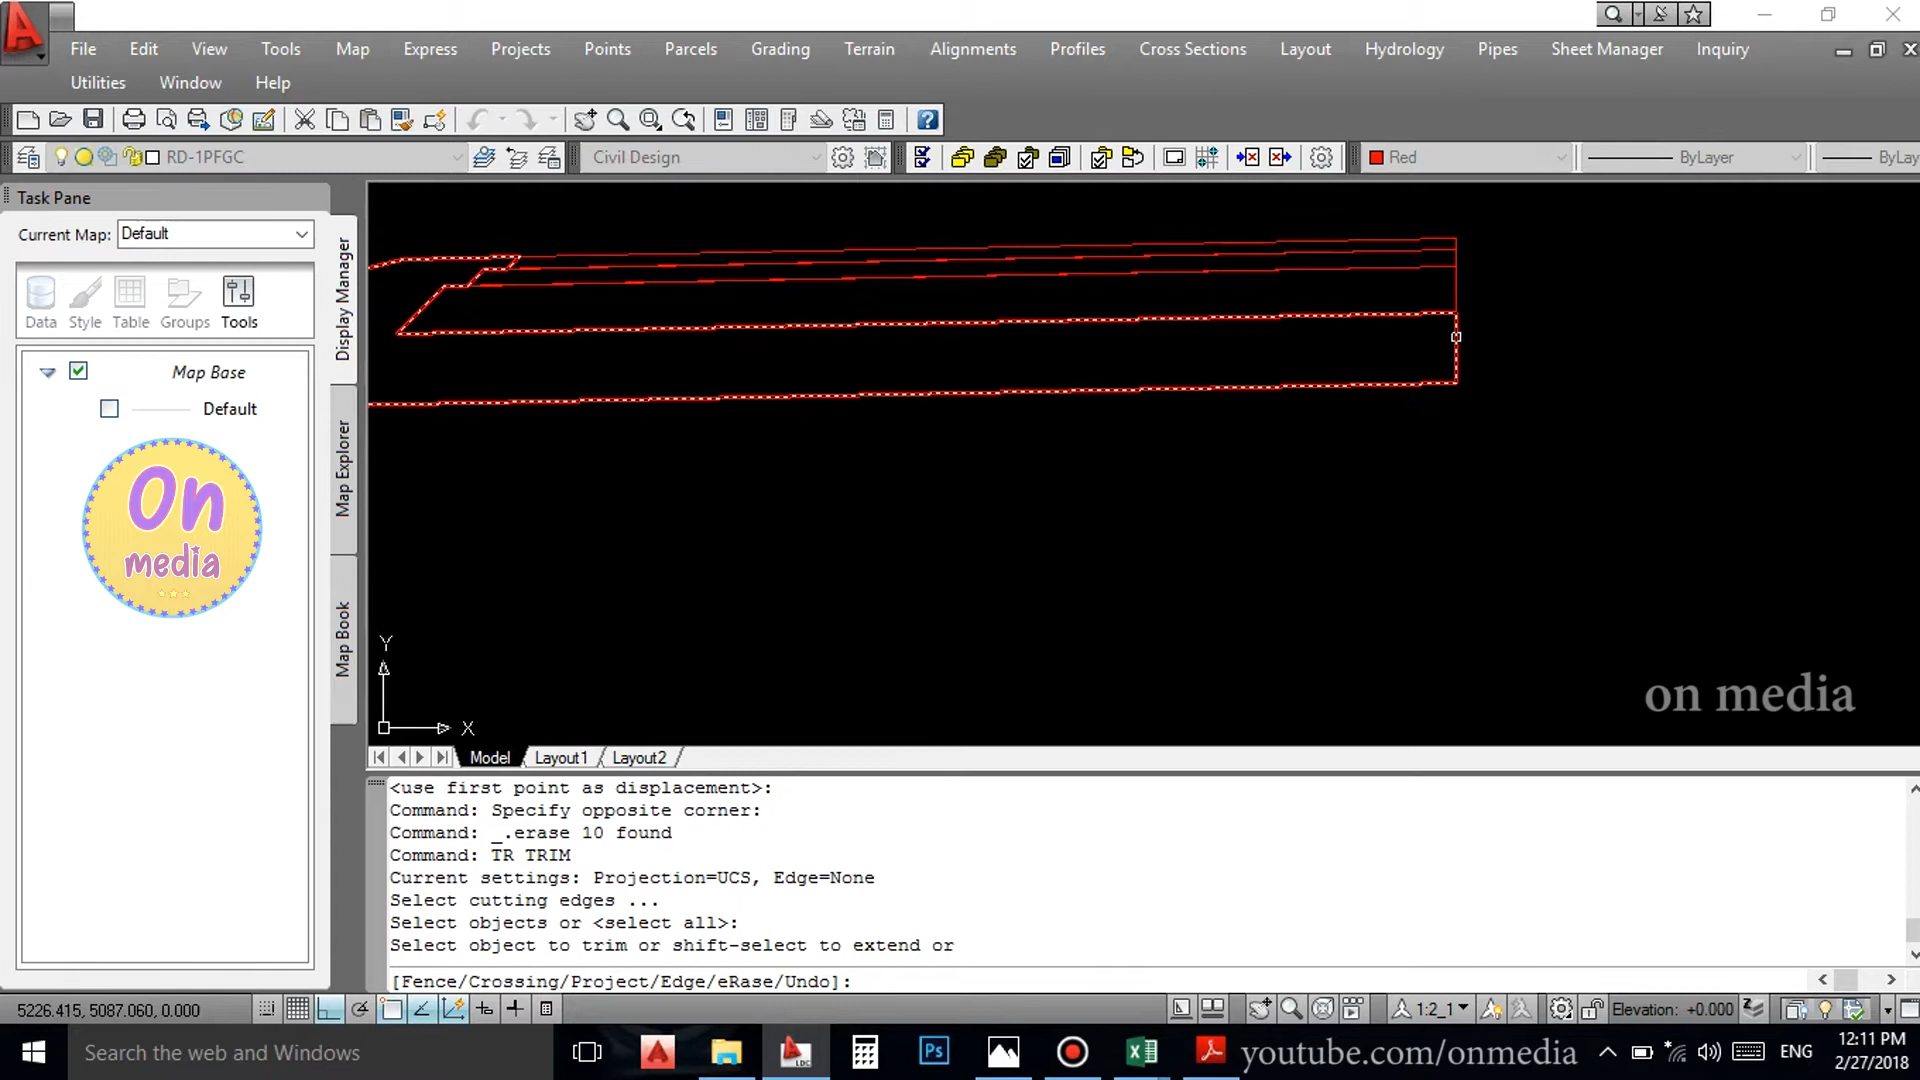 File Edit View Tools Map Express Projects Points Parcels Grading Terrain Alignments Profiles Cross Sections Layout Hydrology Pipes Sheet Manager Inquiry
Utilities Window Help
RD-1PFGC Civil Design Red ByLayer ByLay
Task Pane
Current Map: Default
Data Style Table Groups Tools
Display Manager
Map Explorer
Map Book
Map Base
Default
On
media
Y
X
on media
Model Layout1 Layout2
<use first point as displacement>:
Command: Specify opposite corner:
Command: _.erase 10 found
Command: TR TRIM
Current settings: Projection=UCS, Edge=None
Select cutting edges ...
Select objects or <select all>:
Select object to trim or shift-select to extend or
[Fence/Crossing/Project/Edge/eRase/Undo]:
5226.415, 5087.060, 0.000 1:2_1 Elevation: +0.000
Search the web and Windows LDC Ps youtube.com/onmedia ENG 12:11 PM
2/27/2018